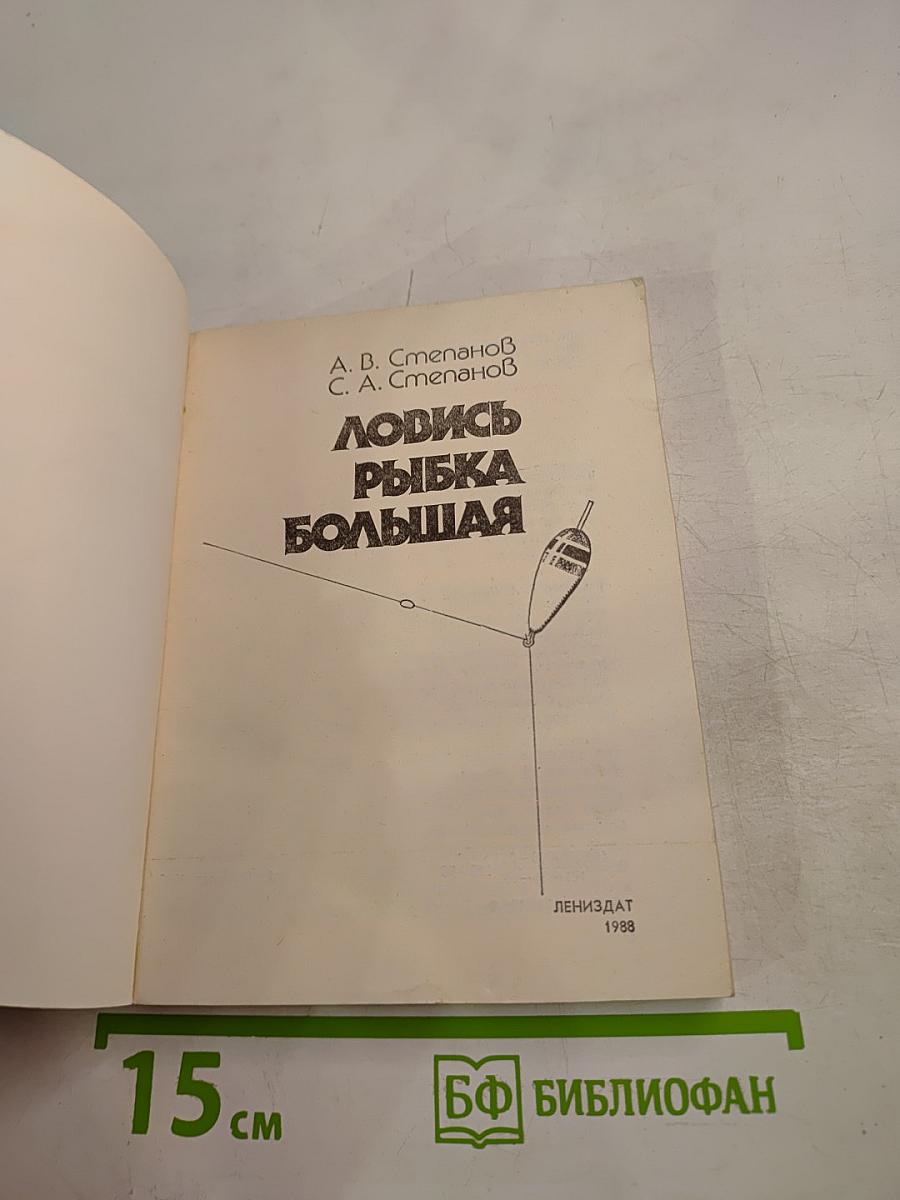 А. В. Степанов
С. А. Степанов
ЛОВИСЬ
РЫБКА
БОЛЬШАЯ
ЛЕНИЗДАТ
1988
15 см
БФ БИБЛИОФАН